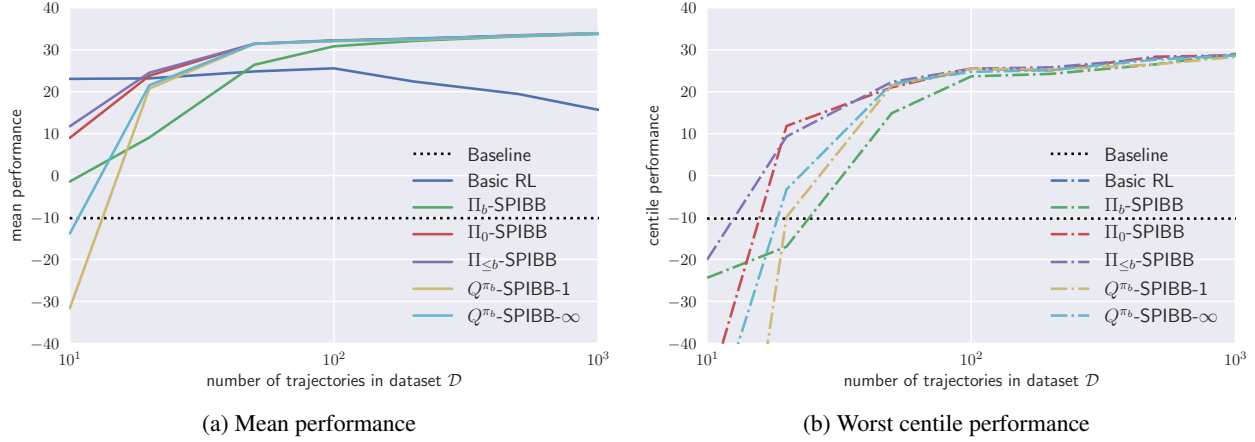 40
30
20
10
0
−10
−20
−30
−40
mean performance
Baseline
Basic RL
Π_b-SPIBB
Π_0-SPIBB
Π_{≤b}-SPIBB
Q^{π_b}-SPIBB-1
Q^{π_b}-SPIBB-∞
10^1
10^2
10^3
number of trajectories in dataset 𝒟
(a) Mean performance
40
30
20
10
0
−10
−20
−30
−40
centile performance
Baseline
Basic RL
Π_b-SPIBB
Π_0-SPIBB
Π_{≤b}-SPIBB
Q^{π_b}-SPIBB-1
Q^{π_b}-SPIBB-∞
10^1
10^2
10^3
number of trajectories in dataset 𝒟
(b) Worst centile performance